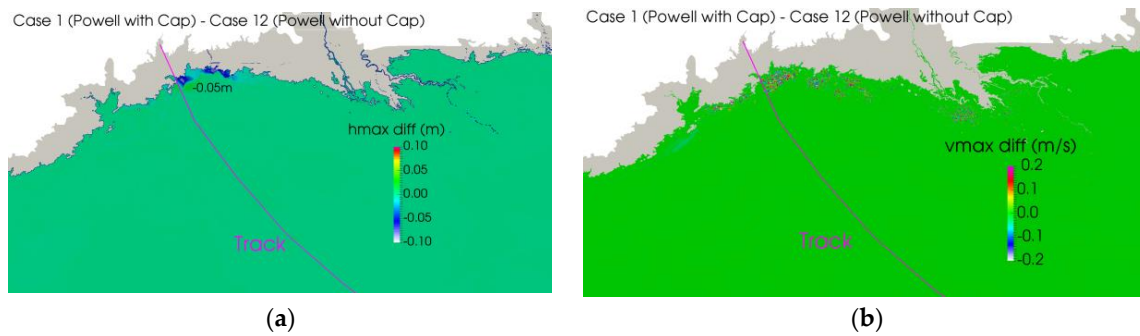 Case 1 (Powell with Cap) - Case 12 (Powell without Cap)
-0.05m
hmax diff (m)
0.10
0.05
0.00
-0.05
-0.10
Track
(a)
Case 1 (Powell with Cap) - Case 12 (Powell without Cap)
vmax diff (m/s)
0.2
0.1
0.0
-0.1
-0.2
Track
(b)